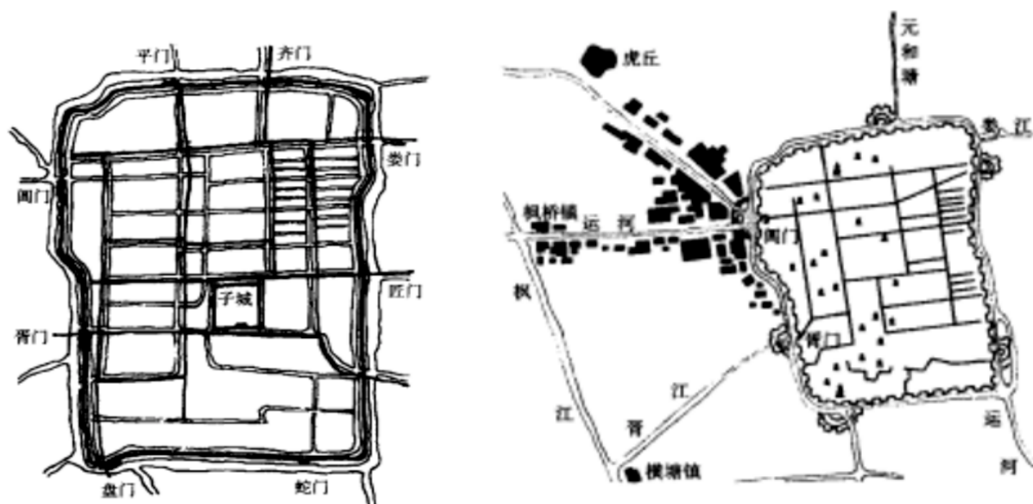 平门
齐门
娄门
阊门
匠门
子城
胥门
盘门
蛇门
虎丘
元和塘
娄江
枫桥镇
运河
阊门
枫江
胥门
胥江
横塘镇
运河